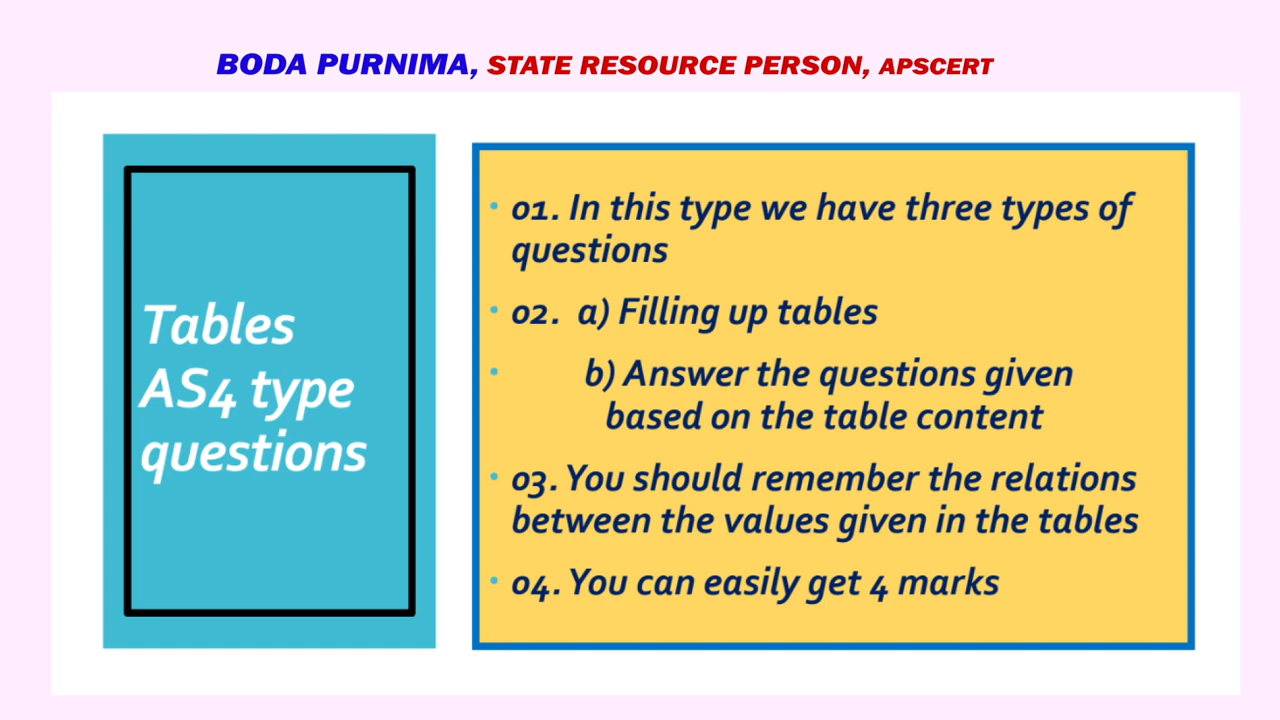 BODA PURNIMA, STATE RESOURCE PERSON, APSCERT
Tables
AS4 type
questions
• 01. In this type we have three types of
questions
• 02. a) Filling up tables
• b) Answer the questions given
based on the table content
• 03. You should remember the relations
between the values given in the tables
• 04. You can easily get 4 marks